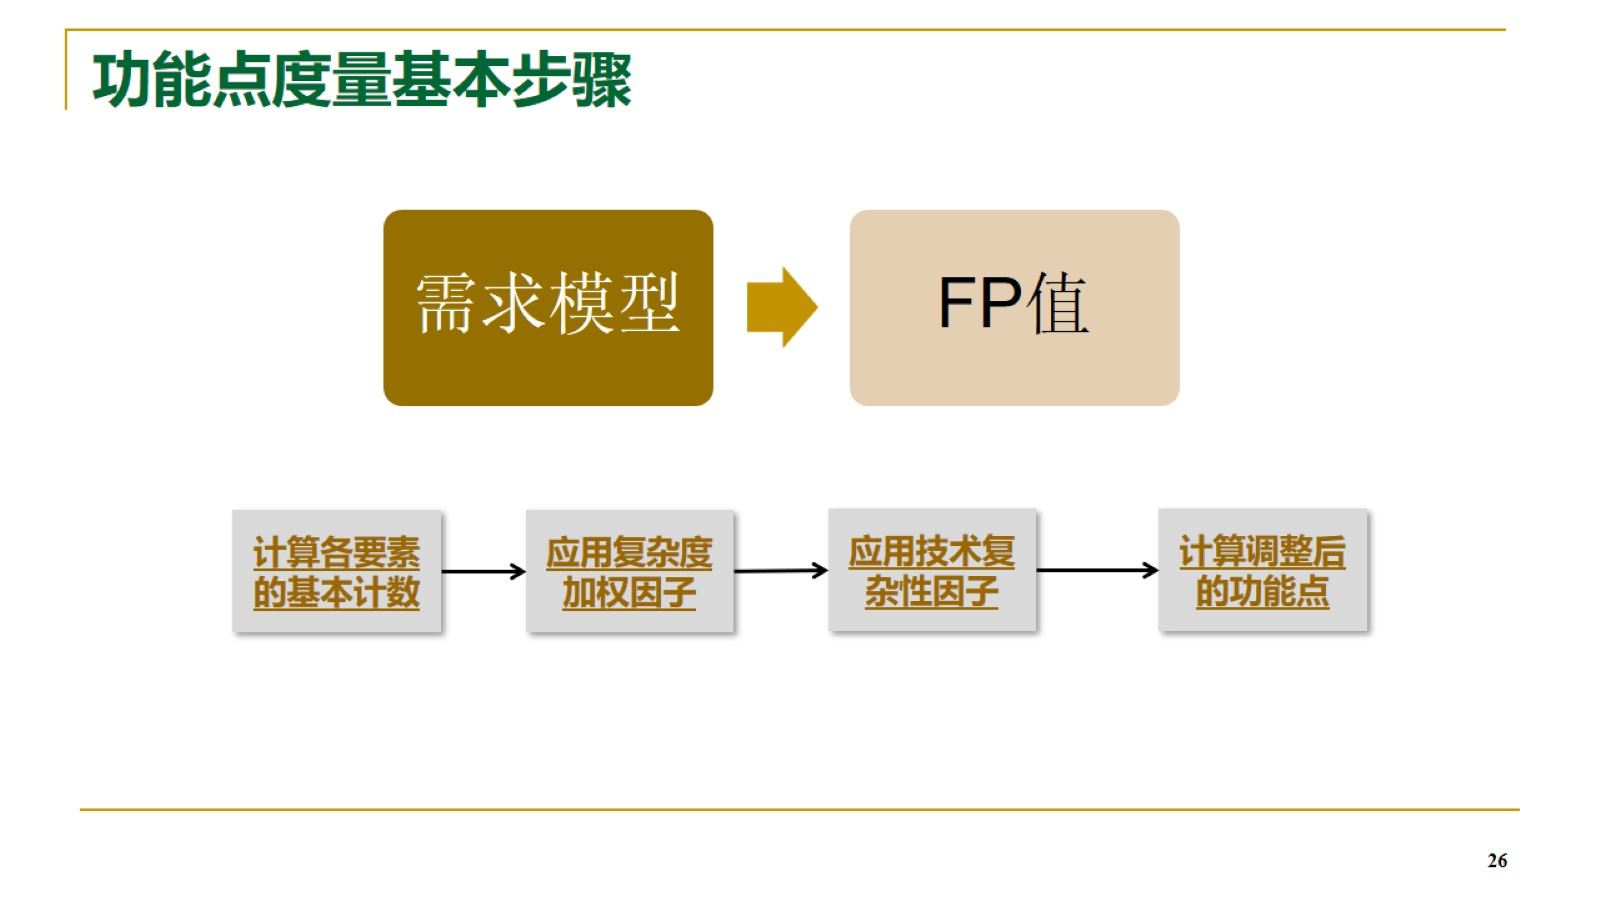 功能点度量基本步骤
需求模型
FP值
计算各要素
的基本计数
应用复杂度
加权因子
应用技术复
杂性因子
计算调整后
的功能点
26